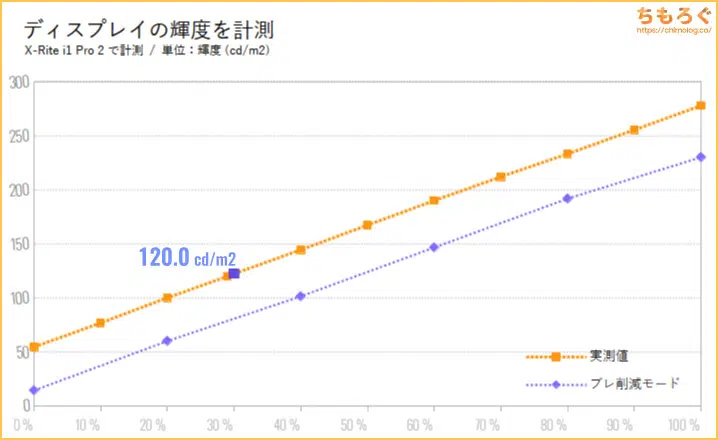 ディスプレイの輝度を計測
X-Rite i1 Pro 2 で計測 / 単位：輝度 (cd/m2)
ちもろぐ
https://chimolog.co/
300
250
200
150
120.0 cd/m2
100
50
0
実測値
ブレ削減モード
0 % 10 % 20 % 30 % 40 % 50 % 60 % 70 % 80 % 90 % 100 %